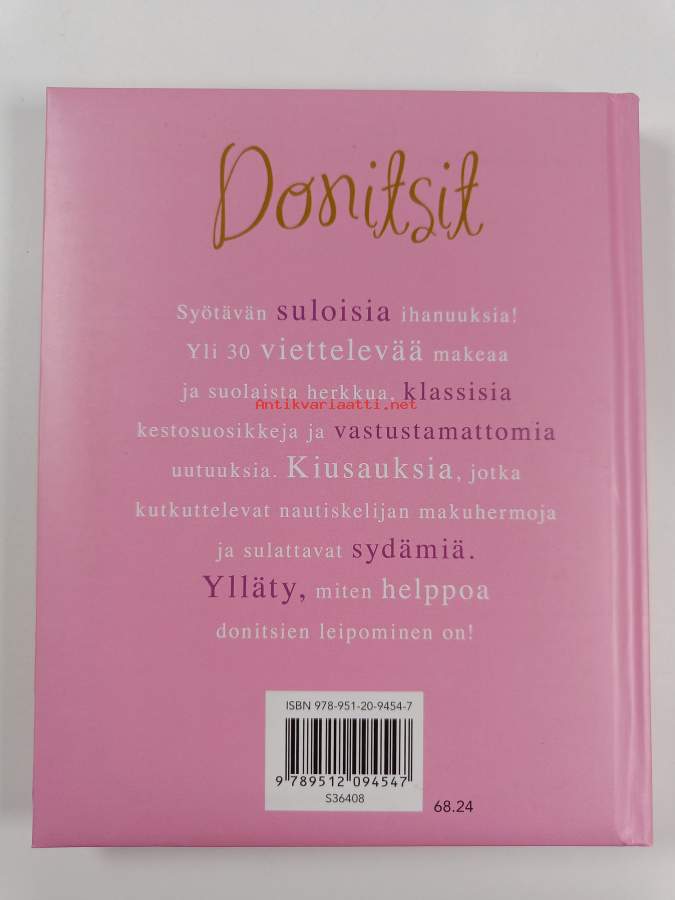 Donitsit
Syötävän suloisia ihanuuksia!
Yli 30 viettelevää makeaa
ja suolaista herkkua, klassisia
Antikvariaatti.net
kestosuosikkeja ja vastustamattomia
uutuuksia. Kiusauksia, jotka
kutkuttelevat nautiskelijan makuhermoja
ja sulattavat sydämiä.
Ylläty, miten helppoa
donitsien leipominen on!
ISBN 978-951-20-9454-7
9 789512 094547
S36408
68.24